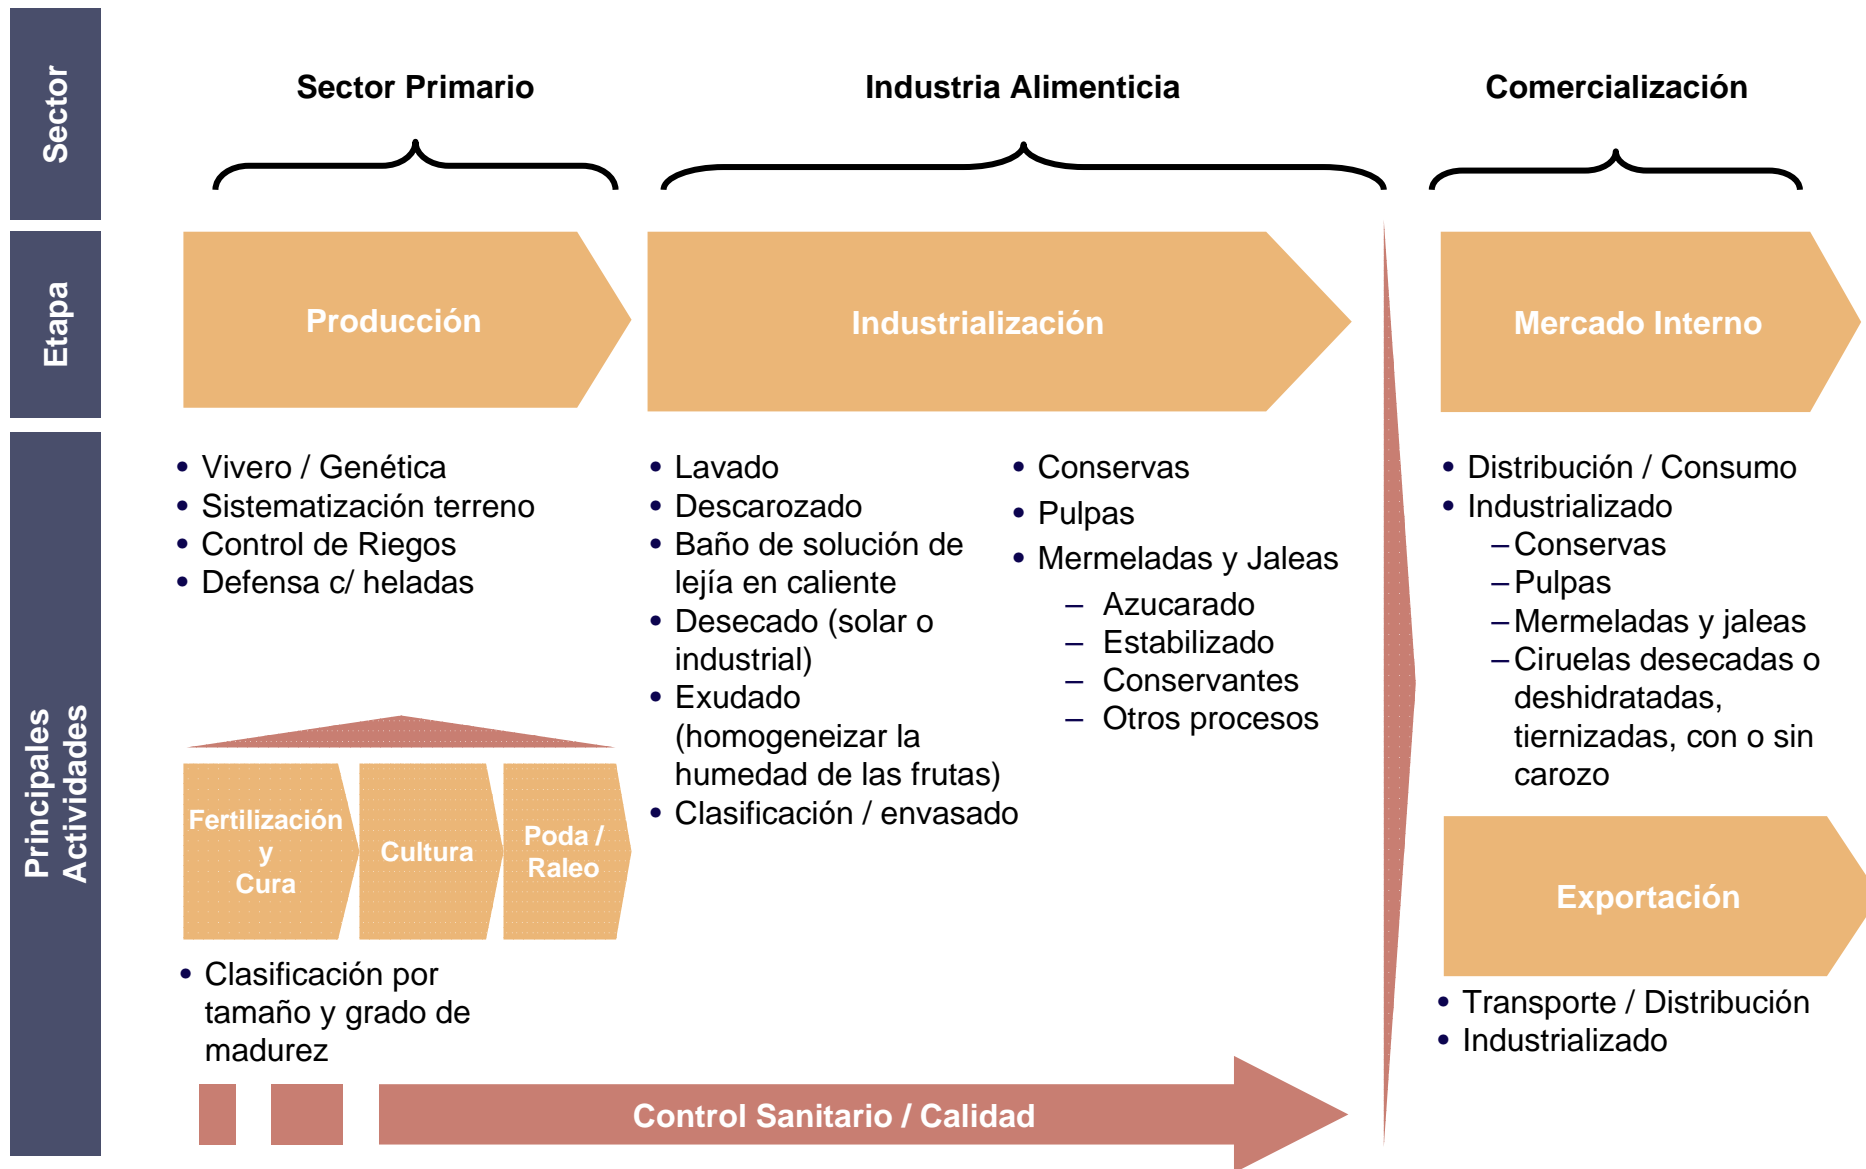 Sector
Sector Primario
Industria Alimenticia
Comercialización
Etapa
Producción
Industrialización
Mercado Interno
Principales
Actividades
• Vivero / Genética
• Sistematización terreno
• Control de Riegos
• Defensa c/ heladas
Fertilización
y
Cura
Cultura
Poda /
Raleo
• Clasificación por
tamaño y grado de
madurez
• Lavado
• Descarozado
• Baño de solución de
lejía en caliente
• Desecado (solar o
industrial)
• Exudado
(homogeneizar la
humedad de las frutas)
• Clasificación / envasado
• Conservas
• Pulpas
• Mermeladas y Jaleas
– Azucarado
– Estabilizado
– Conservantes
– Otros procesos
• Distribución / Consumo
• Industrializado
– Conservas
– Pulpas
– Mermeladas y jaleas
– Ciruelas desecadas o
deshidratadas,
tiernizadas, con o sin
carozo
Exportación
• Transporte / Distribución
• Industrializado
Control Sanitario / Calidad